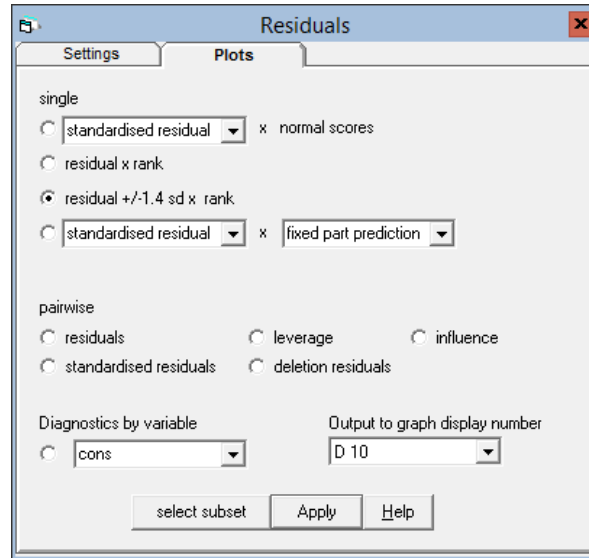 Residuals
Settings Plots
single
standardised residual x normal scores
residual x rank
residual +/-1.4 sd x rank
standardised residual x fixed part prediction
pairwise
residuals leverage influence
standardised residuals deletion residuals
Diagnostics by variable Output to graph display number
cons D 10
select subset Apply Help